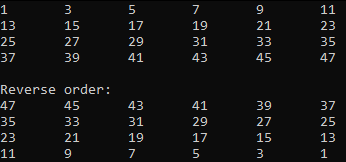 1 3 5 7 9 11
13 15 17 19 21 23
25 27 29 31 33 35
37 39 41 43 45 47
Reverse order:
47 45 43 41 39 37
35 33 31 29 27 25
23 21 19 17 15 13
11 9 7 5 3 1